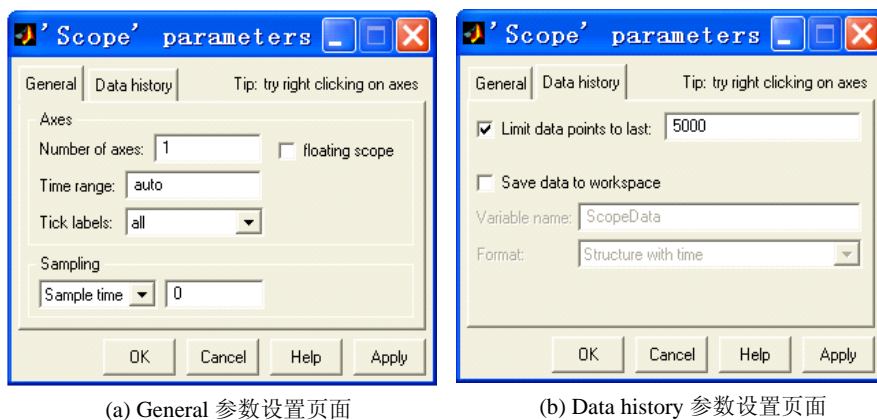 'Scope' parameters
General Data history Tip: try right clicking on axes
Axes
Number of axes: 1 floating scope
Time range: auto
Tick labels: all
Sampling
Sample time 0
OK Cancel Help Apply
(a) General 参数设置页面
'Scope' parameters
General Data history Tip: try right clicking on axes
Limit data points to last: 5000
Save data to workspace
Variable name: ScopeData
Format: Structure with time
OK Cancel Help Apply
(b) Data history 参数设置页面